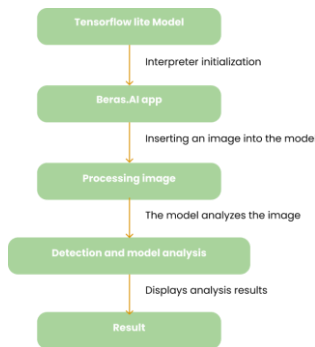 Tensorflow lite Model
Interpreter initialization
Beras.AI app
Inserting an image into the mode
Processing image
The model analyzes the image
Detection and model analysis
Displays analysis results
Result